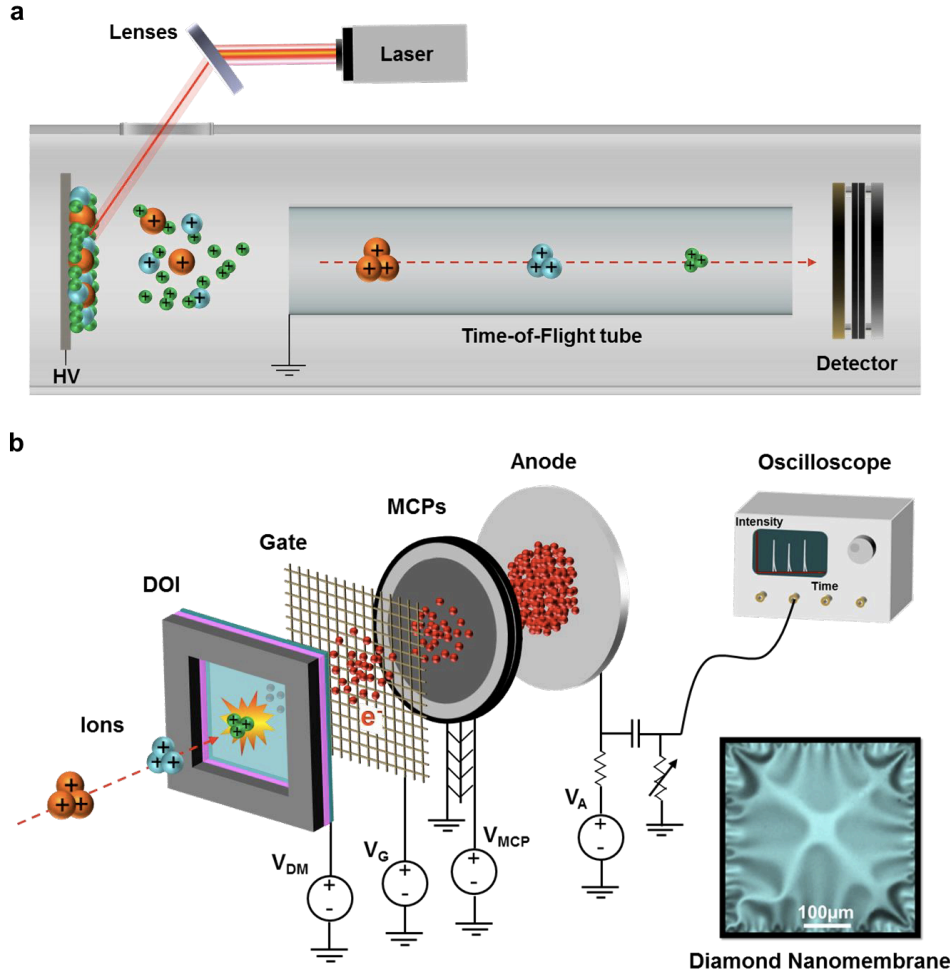 a
Lenses
Laser
HV
Time-of-Flight tube
Detector
b
Anode
Oscilloscope
MCPs
Intensity
Gate
Time
DOI
e-
Ions
VA
VMCP
VG
VDM
100µm
Diamond Nanomembrane